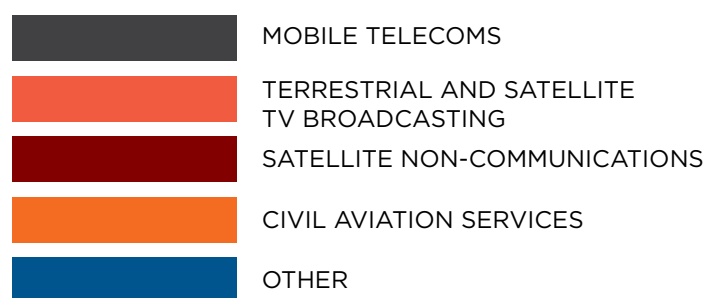 MOBILE TELECOMS
TERRESTRIAL AND SATELLITE
TV BROADCASTING
SATELLITE NON-COMMUNICATIONS
CIVIL AVIATION SERVICES
OTHER